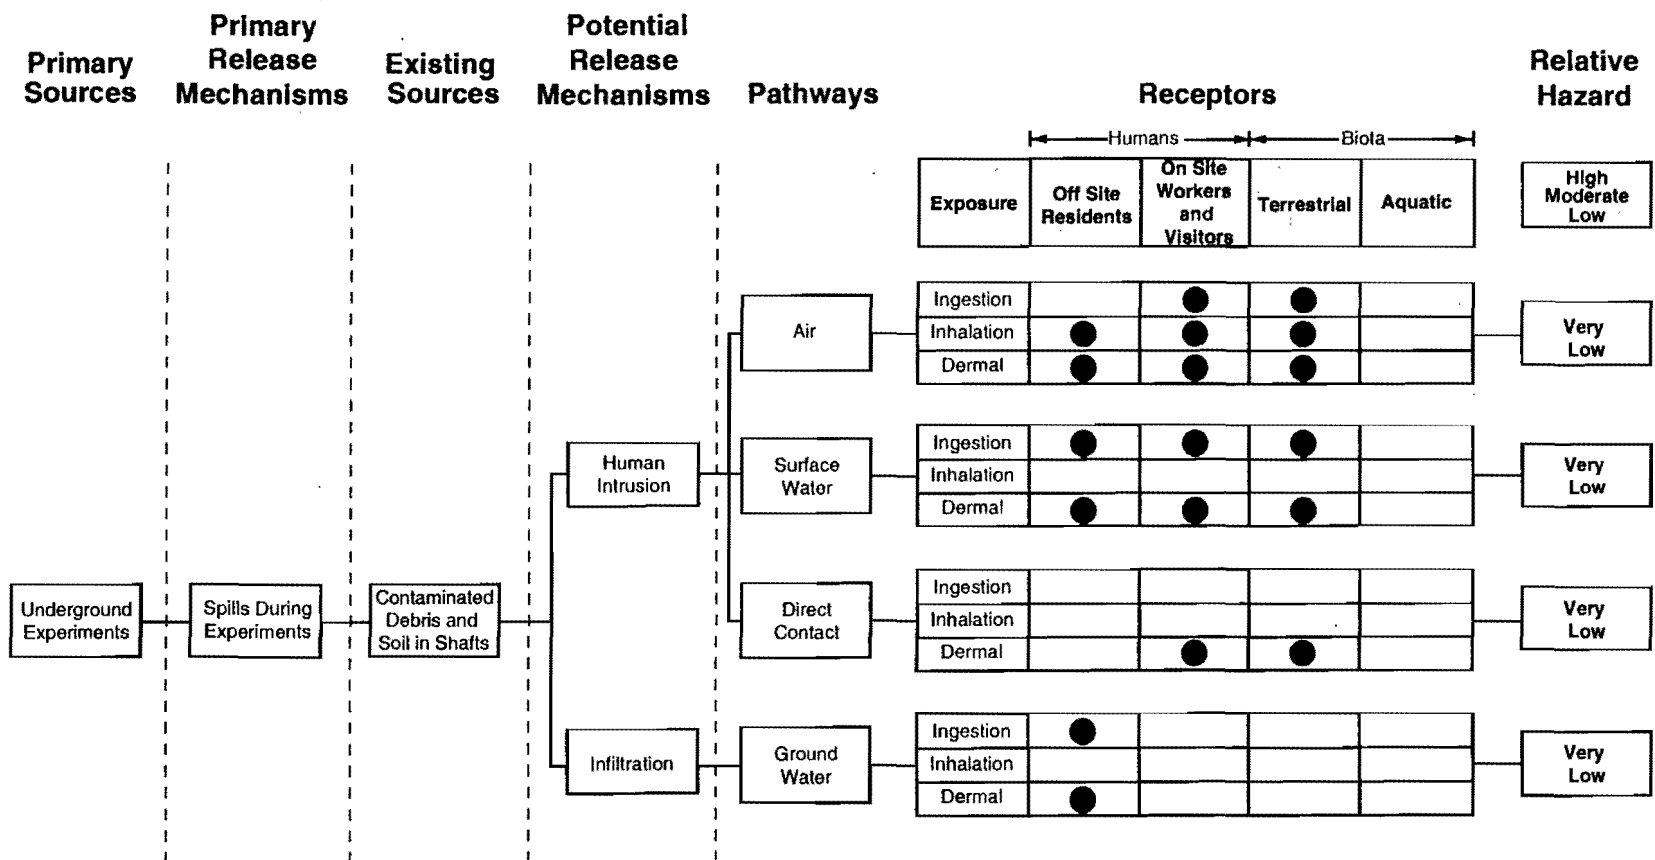 Primary
Sources
Primary
Release
Mechanisms
Existing
Sources
Potential
Release
Mechanisms
Pathways
Receptors
Relative
Hazard
Humans
Biota
Exposure
Off Site
Residents
On Site
Workers
and
Visitors
Terrestrial
Aquatic
High
Moderate
Low
Underground
Experiments
Spills During
Experiments
Contaminated
Debris and
Soil in Shafts
Human
Intrusion
Infiltration
Air
Ingestion
Inhalation
Dermal
Very
Low
Surface
Water
Ingestion
Inhalation
Dermal
Very
Low
Direct
Contact
Ingestion
Inhalation
Dermal
Very
Low
Ground
Water
Ingestion
Inhalation
Dermal
Very
Low